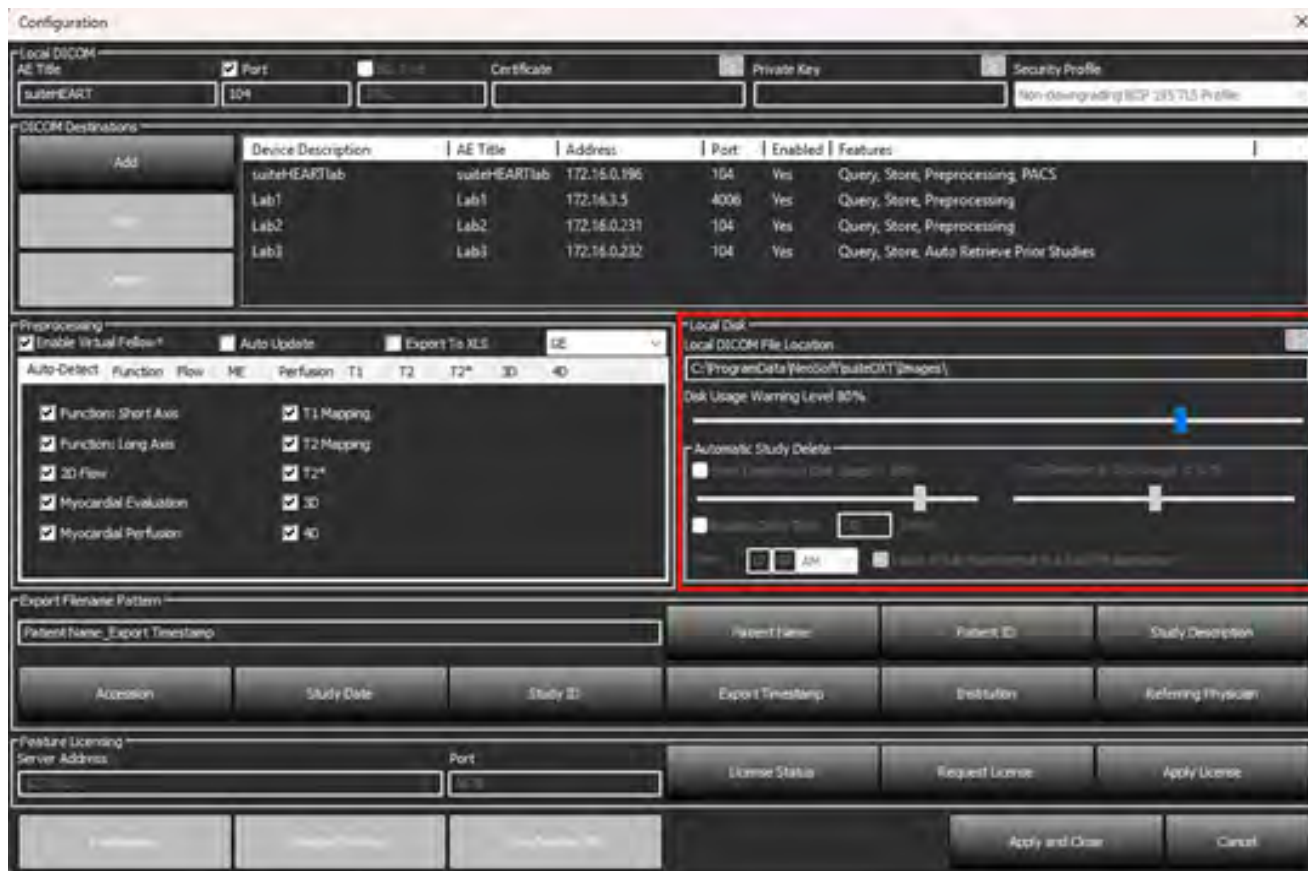 Configuration
Local DICOM
AE Title Port Certificate Private Key Security Profile
suiteHEART 104 Non-downgrading BCP 195 TLS Profile
DICOM Destinations
Add
Device Description AE Title Address Port Enabled Features
suiteHEARTlab suiteHEARTlab 172.16.0.196 104 Yes Query, Store, Preprocessing, PACS
Lab1 Lab1 172.16.3.5 4006 Yes Query, Store, Preprocessing
Lab2 Lab2 172.16.0.231 104 Yes Query, Store, Preprocessing
Lab3 Lab3 172.16.0.232 104 Yes Query, Store, Auto Retrieve Prior Studies
Preprocessing
Enable Virtual Fellow® Auto Update Export To XLS GE
Auto-Detect Function Flow ME Perfusion T1 T2 T2* 3D 4D
Function: Short Axis T1 Mapping
Function: Long Axis T2 Mapping
2D Flow T2*
Myocardial Evaluation 3D
Myocardial Perfusion 4D
Local Disk
Local DICOM File Location
C:\ProgramData\NeoSoft\suiteDXT\Images\
Disk Usage Warning Level 80%
Automatic Study Delete
AM
Export Filename Pattern
Patient Name_Export Timestamp
Patient Name Patient ID Study Description
Accession Study Date Study ID Export Timestamp Institution Referring Physician
Feature Licensing
Server Address Port
License Status Request License Apply License
Apply and Close Cancel